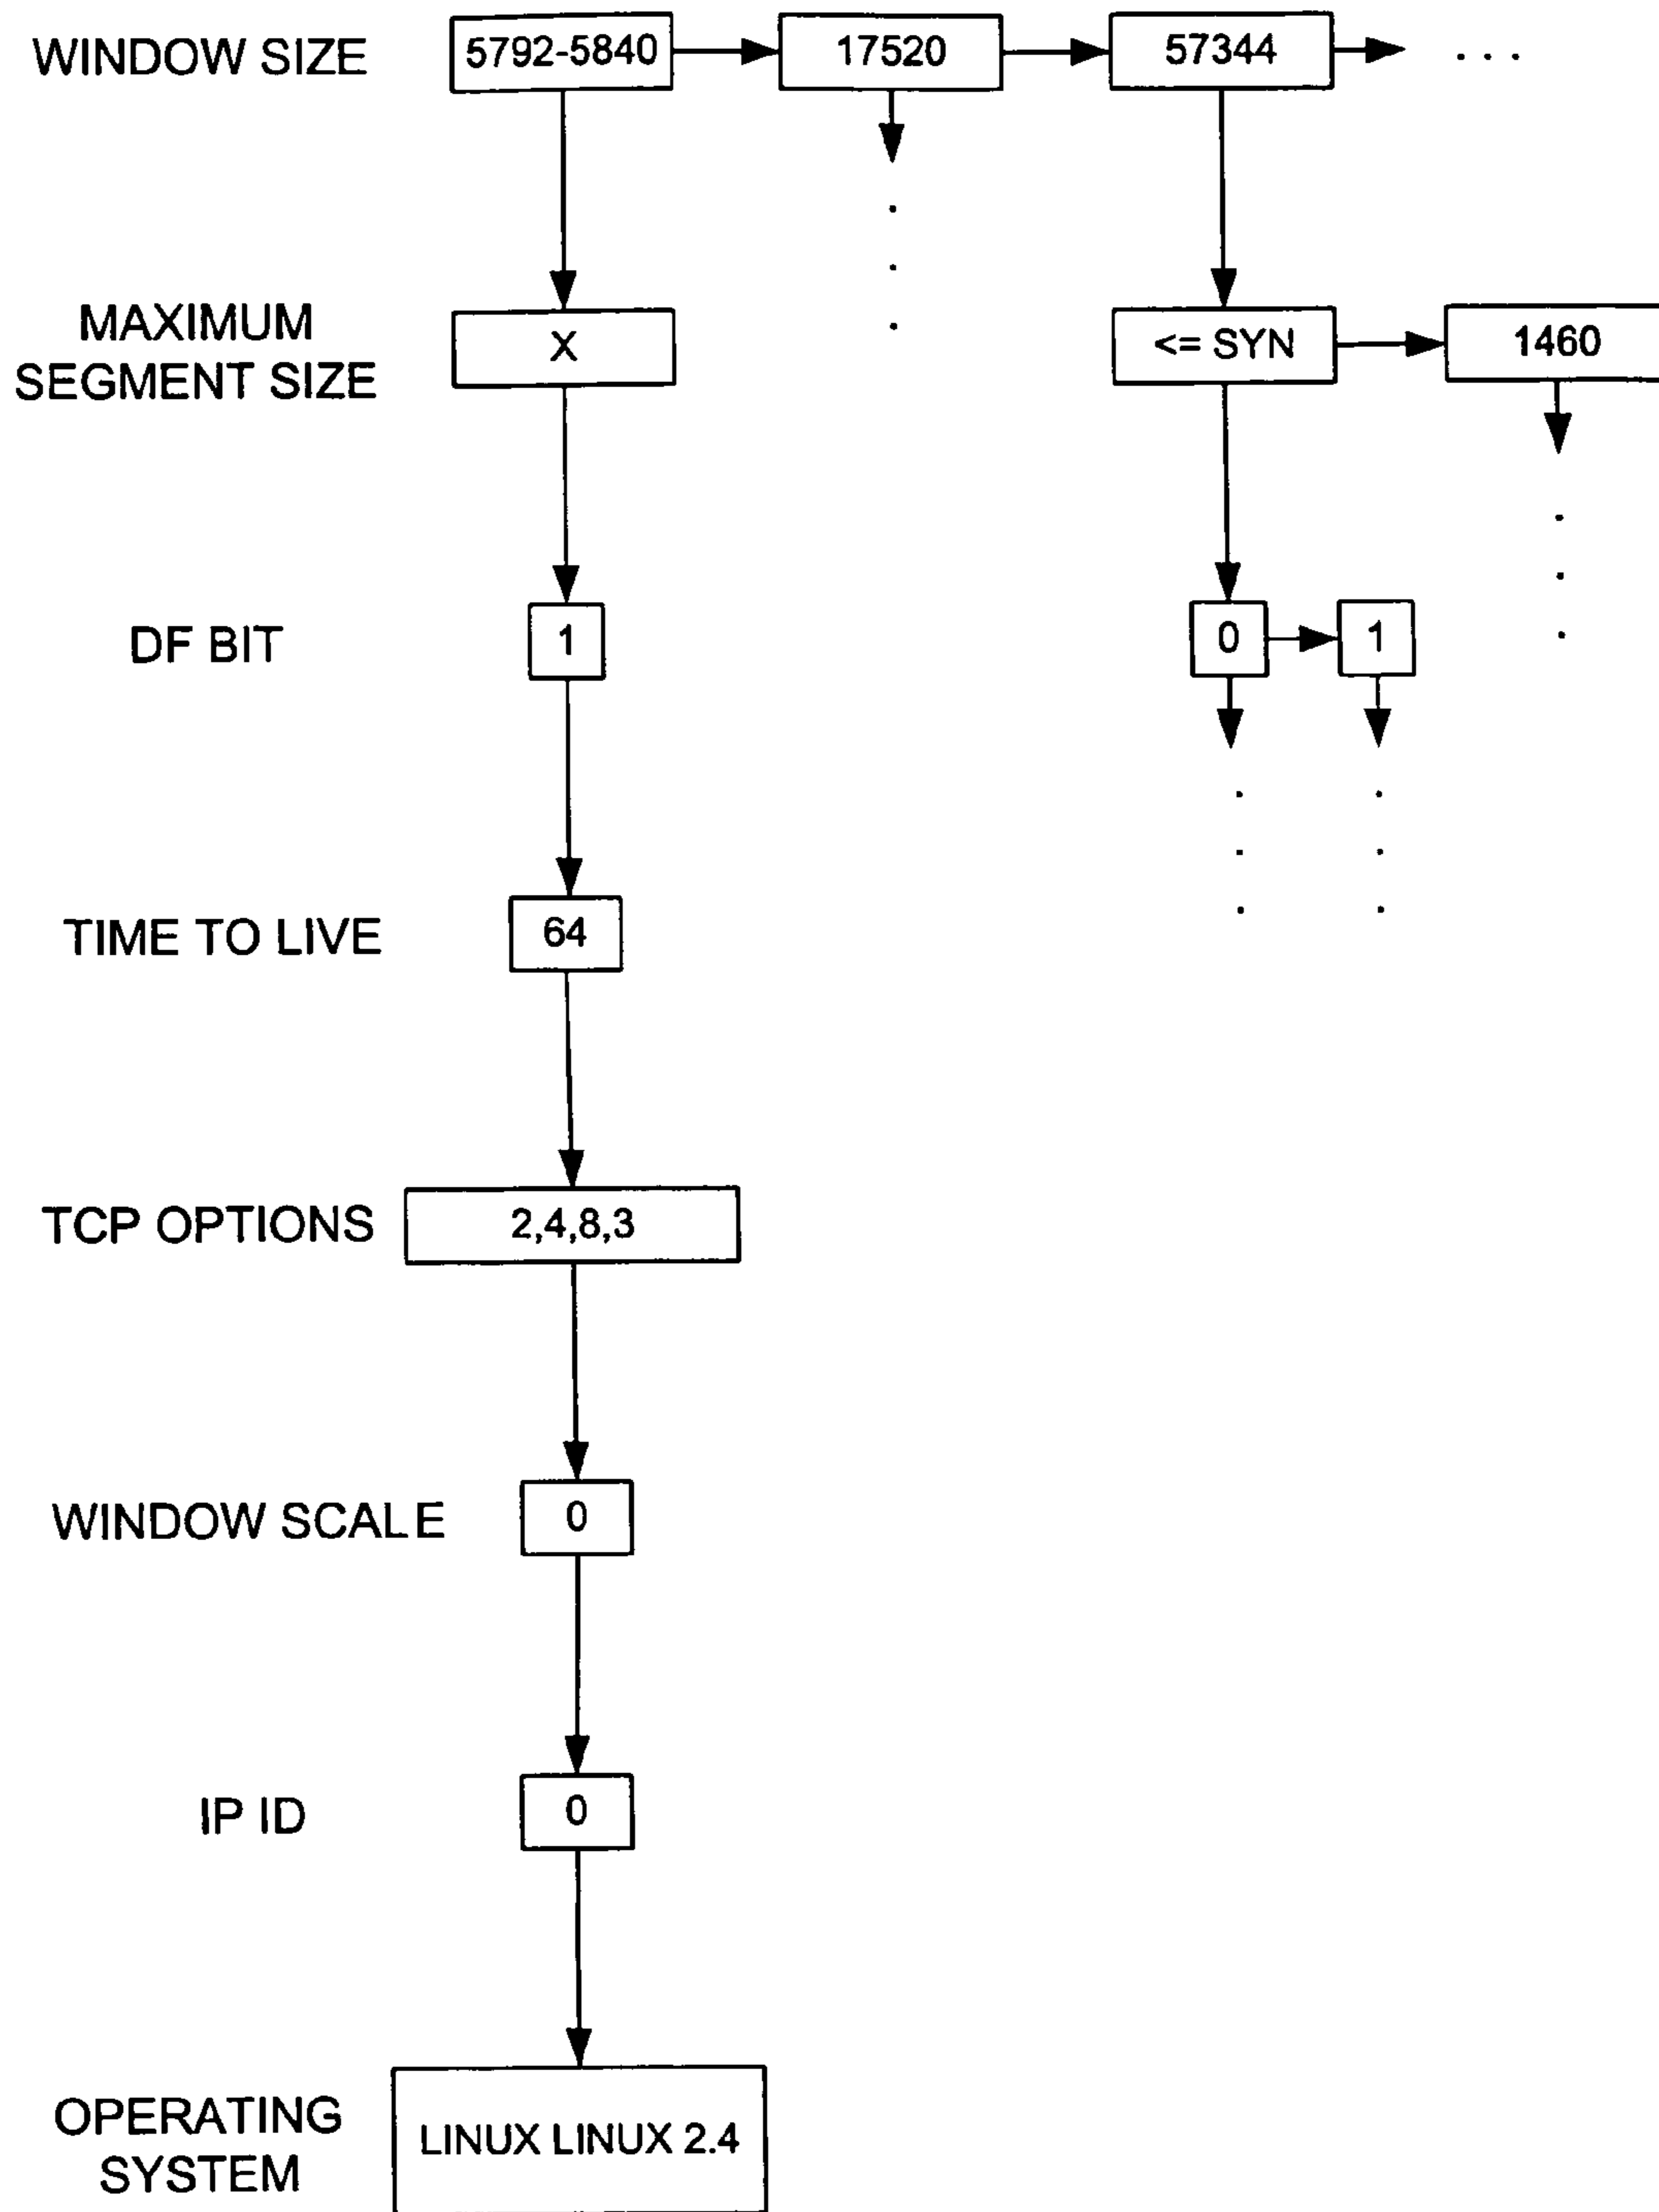 WINDOW SIZE 5792-5840 17520 57344 . . .
MAXIMUM
SEGMENT SIZE X <= SYN 1460
DF BIT 1 0 1
TIME TO LIVE 64
TCP OPTIONS 2,4,8,3
WINDOW SCALE 0
IP ID 0
OPERATING
SYSTEM LINUX LINUX 2.4